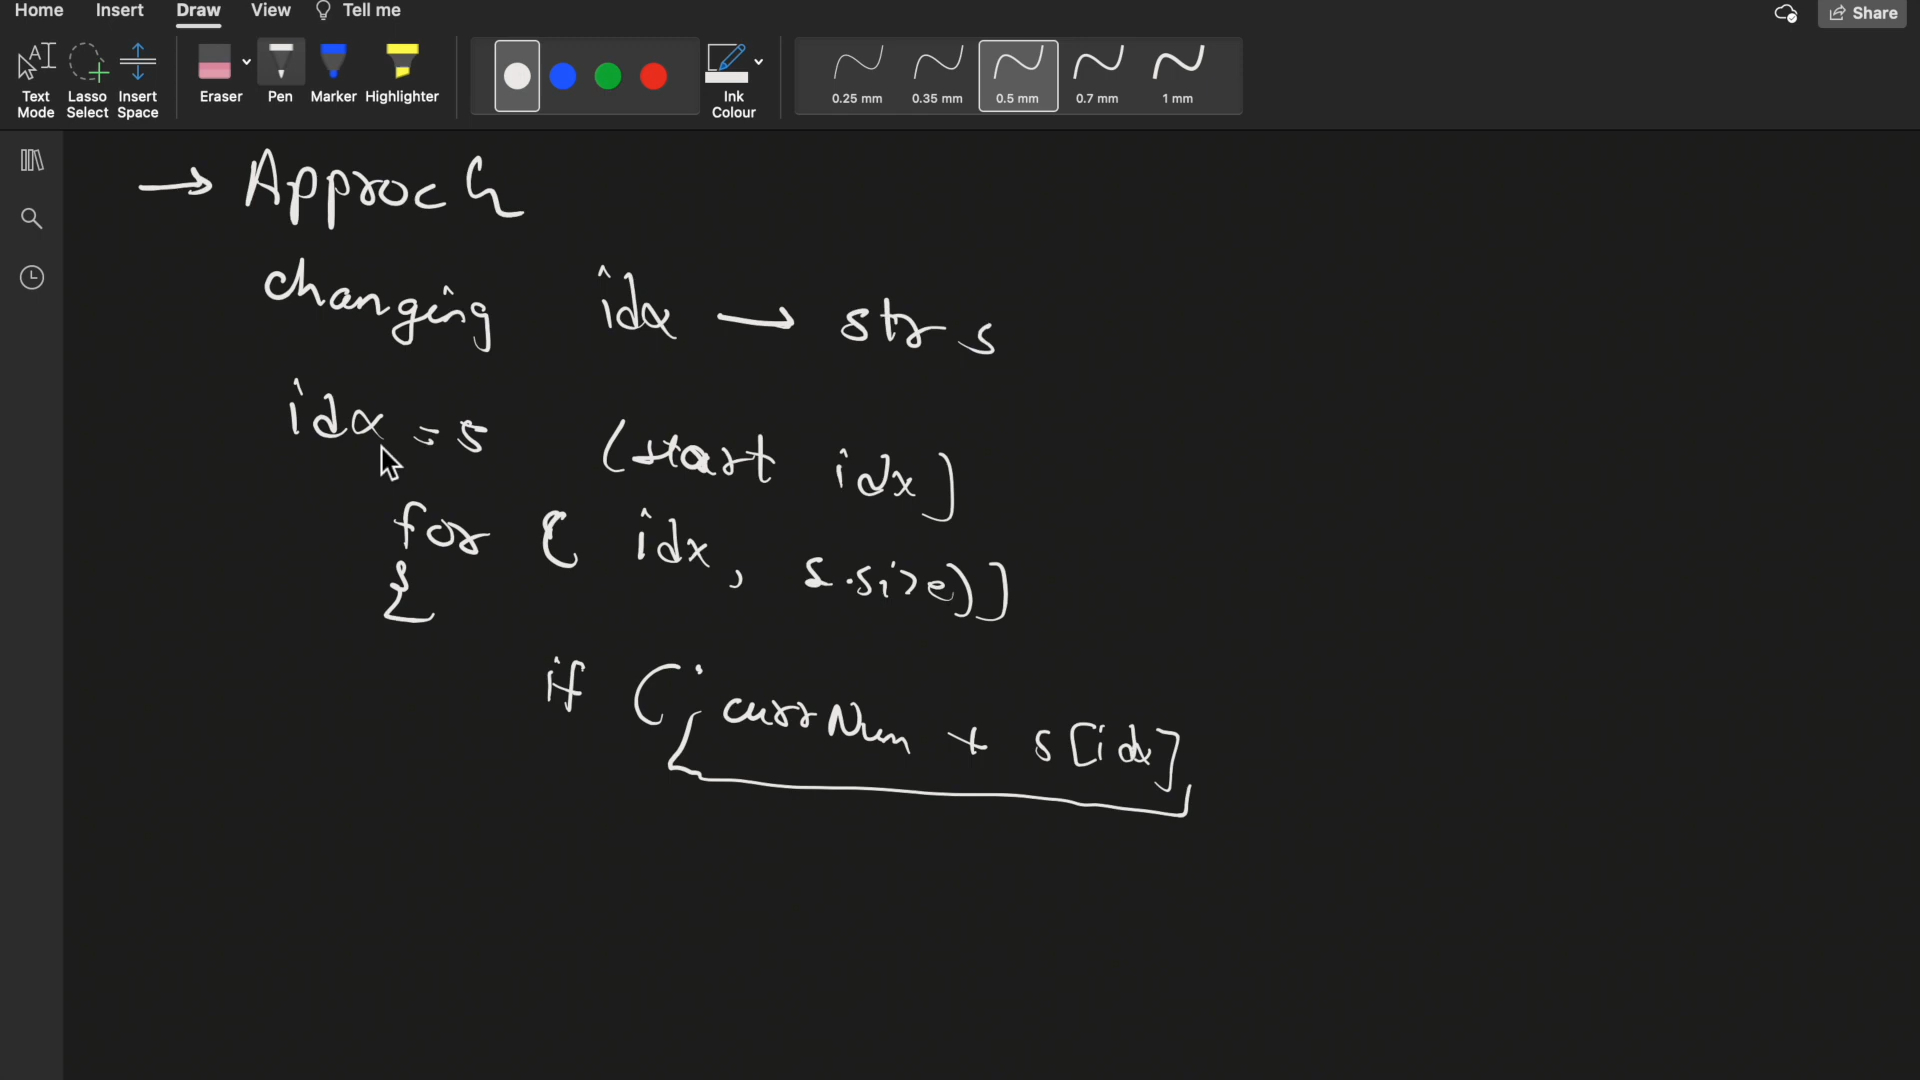 Home Insert Draw View Tell me Share
Text Mode Lasso Select Insert Space Eraser Pen Marker Highlighter Ink Colour 0.25 mm 0.35 mm 0.5 mm 0.7 mm 1 mm
→ Approch
changing idx → str s
idx = 5 (start idx)
for ( idx, s.size))
{
if ( currNum + s[idx]